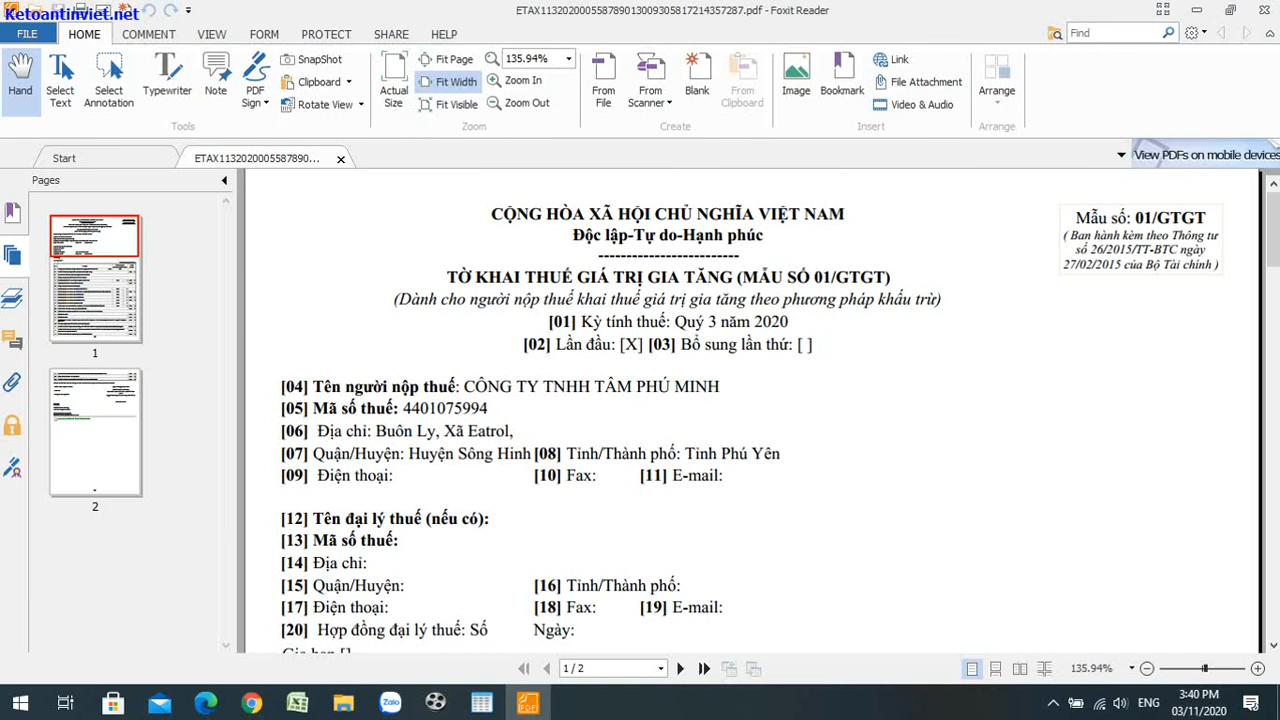 Ketoantinviet.net
ETAX11320200055878901300930581721435728​7.pdf - Foxit Reader
FILE HOME COMMENT VIEW FORM PROTECT SHARE HELP
Find
Hand
Select Text
Select Annotation
Typewriter
Note
PDF Sign
SnapShot
Clipboard
Rotate View
Tools
Actual Size
Fit Page
Fit Width
Fit Visible
135.94%
Zoom In
Zoom Out
Zoom
From File
From Scanner
Blank
From Clipboard
Create
Image
Bookmark
Link
File Attachment
Video & Audio
Insert
Arrange
Arrange
Start
ETAX1132020005587890...
View PDFs on mobile devices
Pages
1
2
CỘNG HÒA XÃ HỘI CHỦ NGHĨA VIỆT NAM
Độc lập-Tự do-Hạnh phúc
-------------------------
Mẫu số: 01/GTGT
( Ban hành kèm theo Thông tư
số 26/2015/TT-BTC ngày
27/02/2015 của Bộ Tài chính )
TỜ KHAI THUẾ GIÁ TRỊ GIA TĂNG (MẪU SỐ 01/GTGT)
(Dành cho người nộp thuế khai thuế giá trị gia tăng theo phương pháp khấu trừ)
[01] Kỳ tính thuế: Quý 3 năm 2020
[02] Lần đầu: [X] [03] Bổ sung lần thứ: [ ]
[04] Tên người nộp thuế: CÔNG TY TNHH TÂM PHÚ MINH
[05] Mã số thuế: 4401075994
[06] Địa chỉ: Buôn Ly, Xã Eatrol,
[07] Quận/Huyện: Huyện Sông Hinh [08] Tỉnh/Thành phố: Tỉnh Phú Yên
[09] Điện thoại: [10] Fax: [11] E-mail:
[12] Tên đại lý thuế (nếu có):
[13] Mã số thuế:
[14] Địa chỉ:
[15] Quận/Huyện: [16] Tỉnh/Thành phố:
[17] Điện thoại: [18] Fax: [19] E-mail:
[20] Hợp đồng đại lý thuế: Số Ngày:
Gia hạn []
1 / 2
135.94%
Zalo
PDF
ENG
3:40 PM
03/11/2020